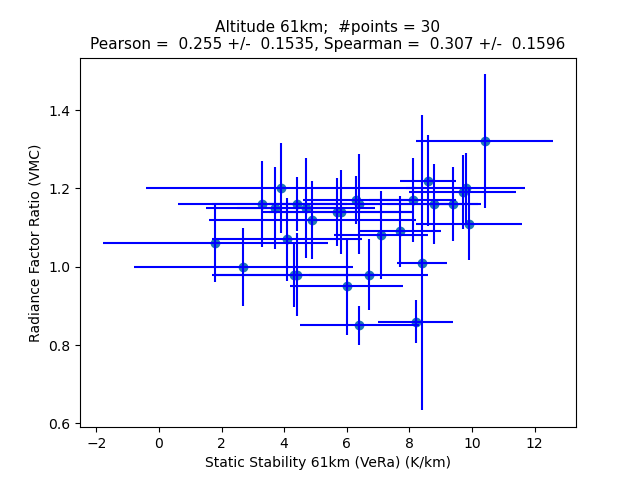 Altitude 61km;  #points = 30
Pearson =  0.255 +/-  0.1535, Spearman =  0.307 +/-  0.1596
1.4
1.2
1.0
0.8
0.6
Radiance Factor Ratio (VMC)
−2 0 2 4 6 8 10 12
Static Stability 61km (VeRa) (K/km)